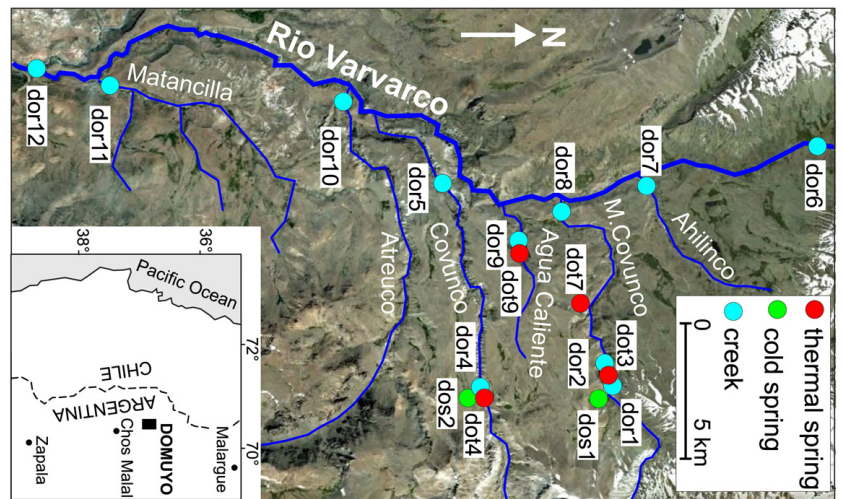 Rio Varvarco
N
Matancilla
Atreuco
Covunco
Agua Caliente
M.Covunco
Ahilinco
dor12
dor11
dor10
dor5
dor9
dot9
dor8
dor7
dor6
dot7
dor4
dot4
dos2
dot3
dor2
dor1
dos1
thermal spring
cold spring
creek
0
5 km
38°
36°
Pacific Ocean
72°
70°
CHILE
ARGENTINA
DOMUYO
Chos Malal
Malargue
Zapala